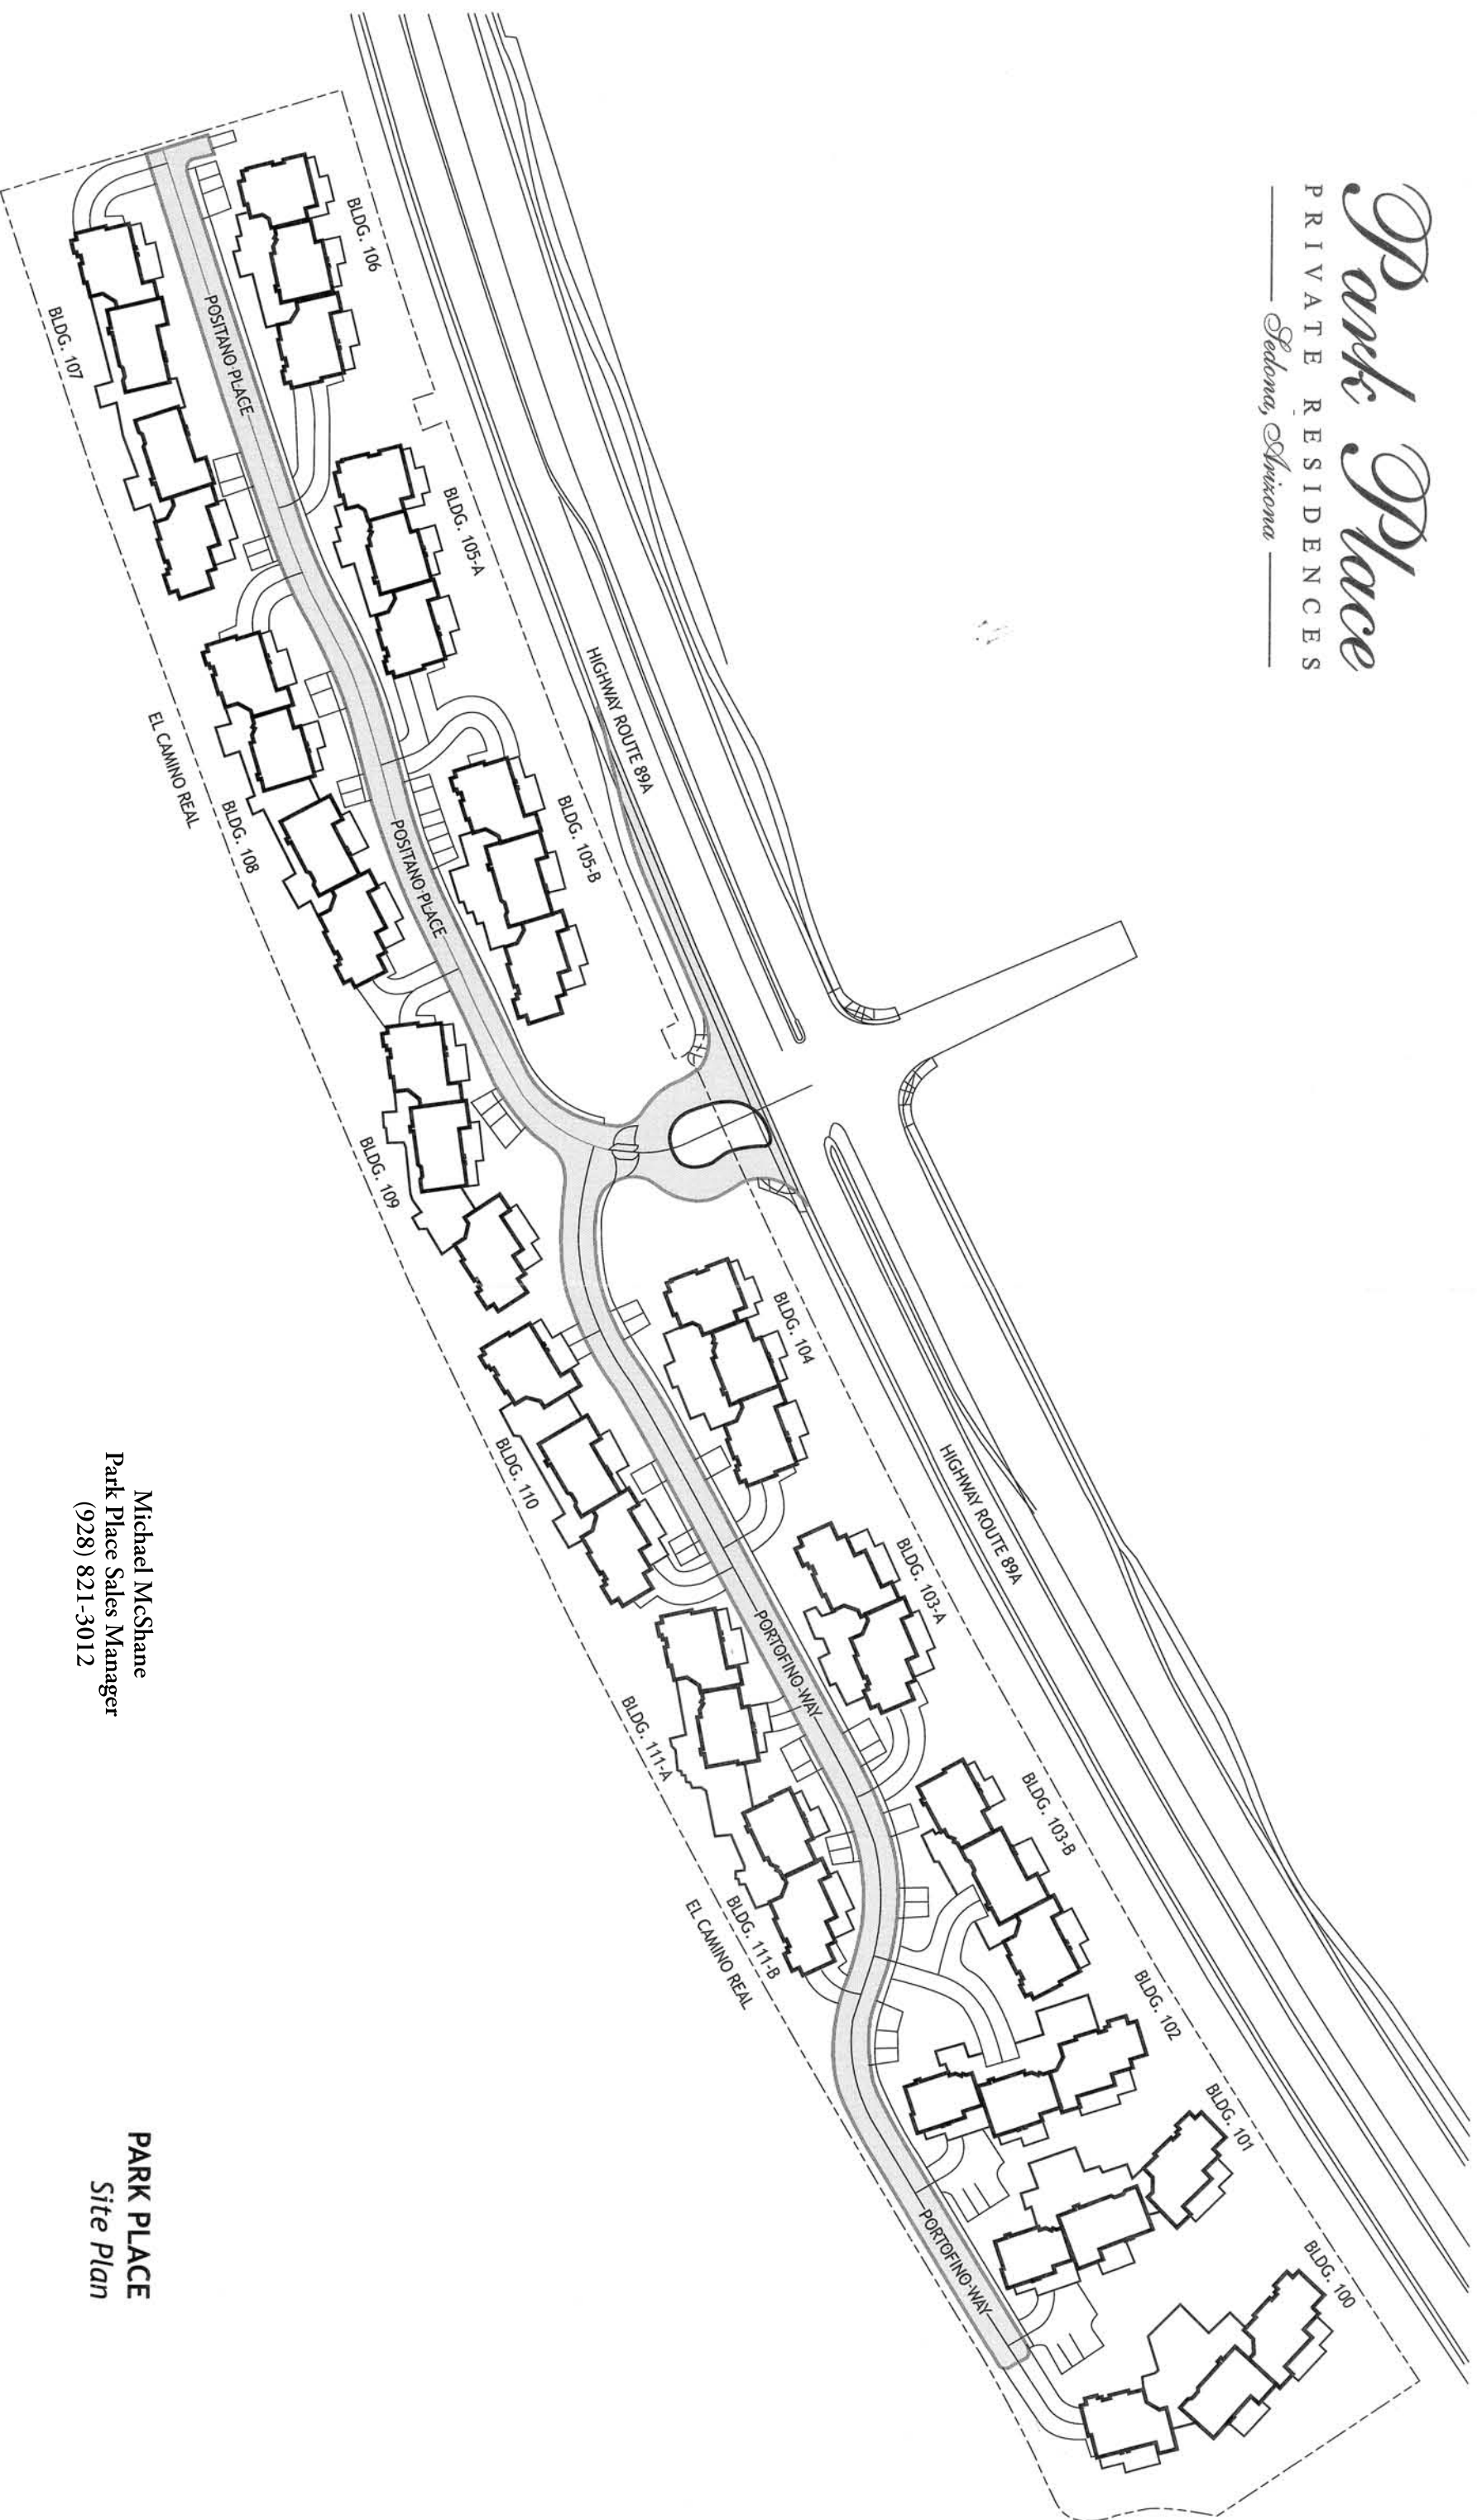 Park Place
PRIVATE RESIDENCES
Sedona, Arizona
BLDG. 106
BLDG. 107
POSITANO PLACE
BLDG. 105-A
HIGHWAY ROUTE 89A
EL CAMINO REAL
BLDG. 108
POSITANO PLACE
BLDG. 105-B
BLDG. 109
BLDG. 104
BLDG. 110
HIGHWAY ROUTE 89A
BLDG. 103-A
PORTOFINO WAY
BLDG. 111-A
BLDG. 103-B
BLDG. 111-B
EL CAMINO REAL
BLDG. 102
BLDG. 101
PORTOFINO WAY
BLDG. 100
Michael McShane
Park Place Sales Manager
(928) 821-3012
PARK PLACE
Site Plan